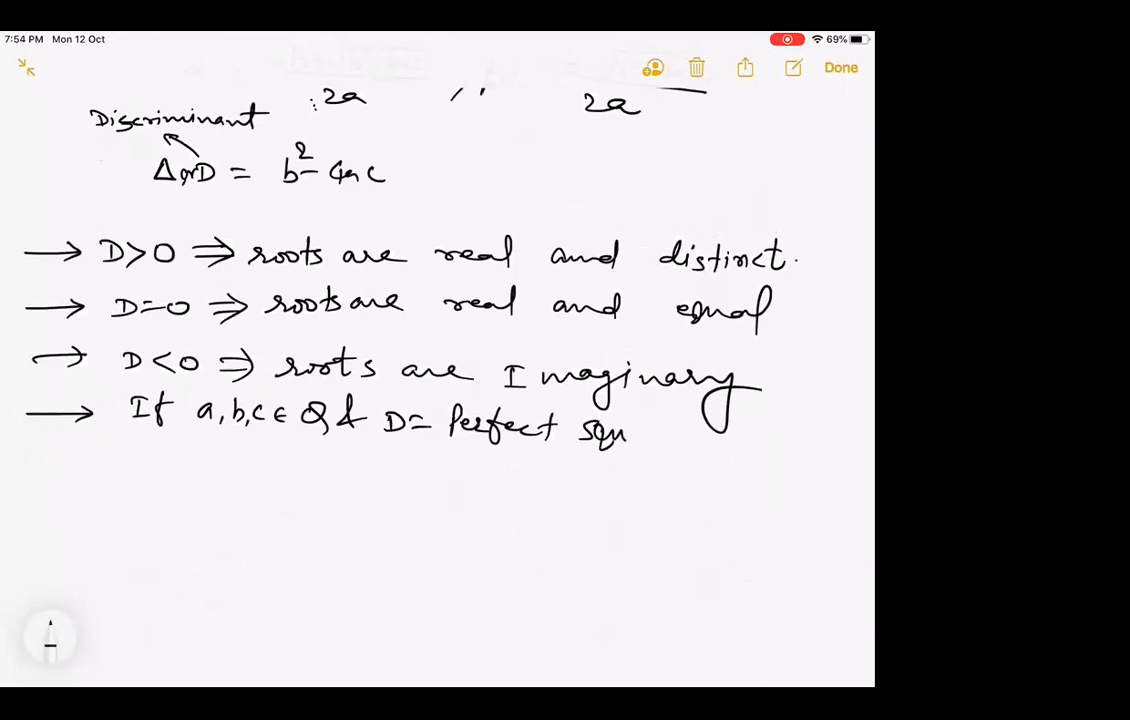 7:54 PM Mon 12 Oct
69%
Done
2a
2a
Discriminant
Δ or D = b² - 4ac
→ D>0 ⇒ roots are real and distinct.
→ D=0 ⇒ roots are real and equal
→ D<0 ⇒ roots are Imaginary
→ If a,b,c ∈ Q & D= Perfect squ